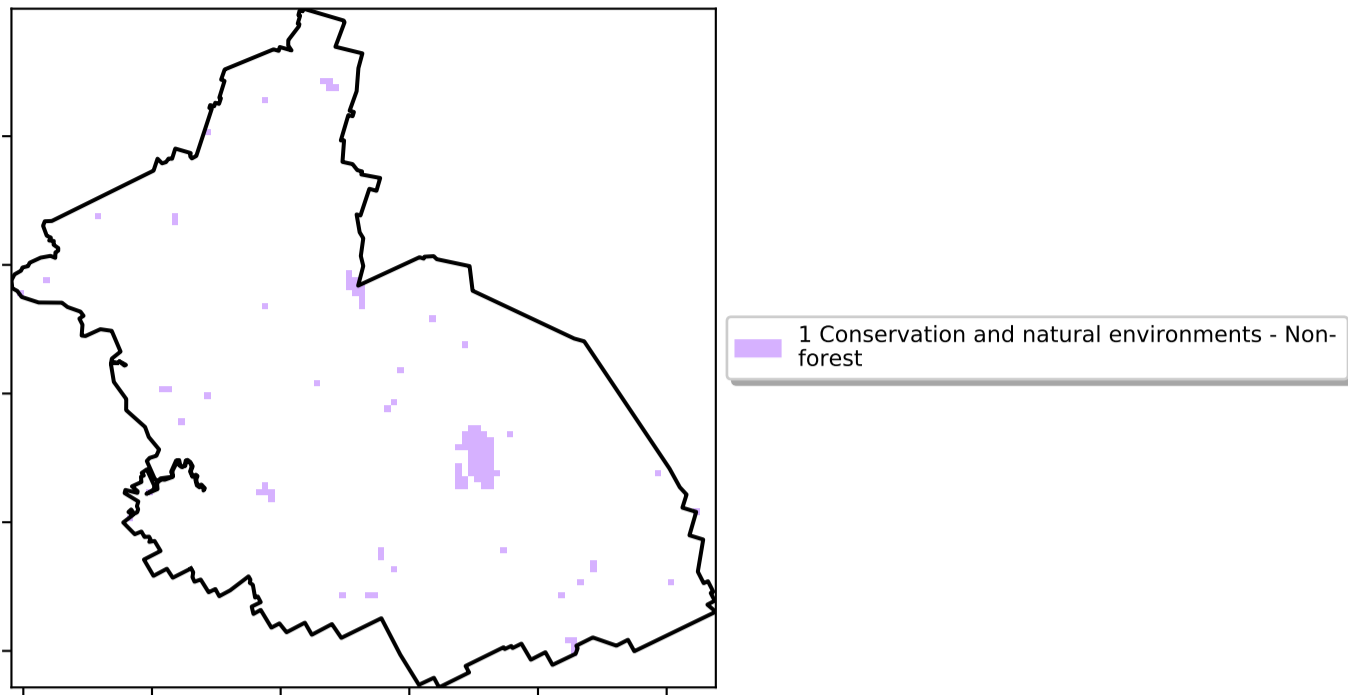 1 Conservation and natural environments - Non-
forest